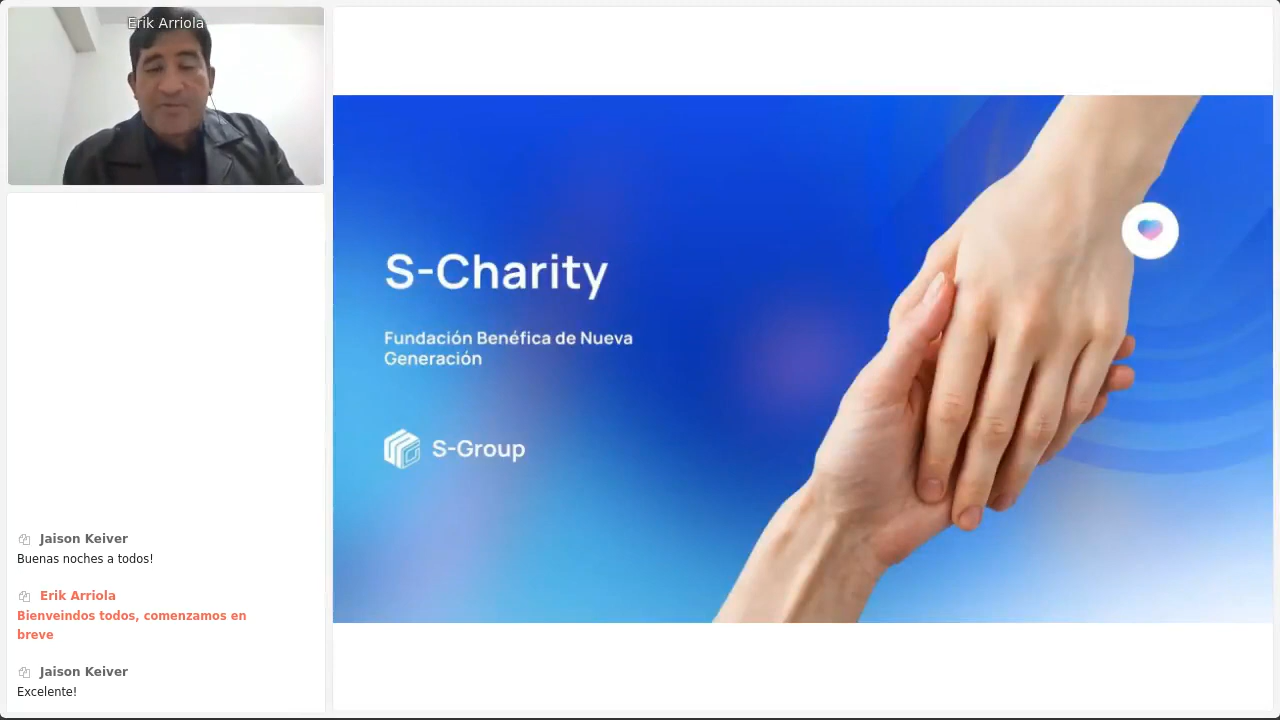 Erik Arriola
Jaison Keiver
Buenas noches a todos!
Erik Arriola
Bienveindos todos, comenzamos en
breve
Jaison Keiver
Excelente!
S-Charity
Fundación Benéfica de Nueva
Generación
S-Group